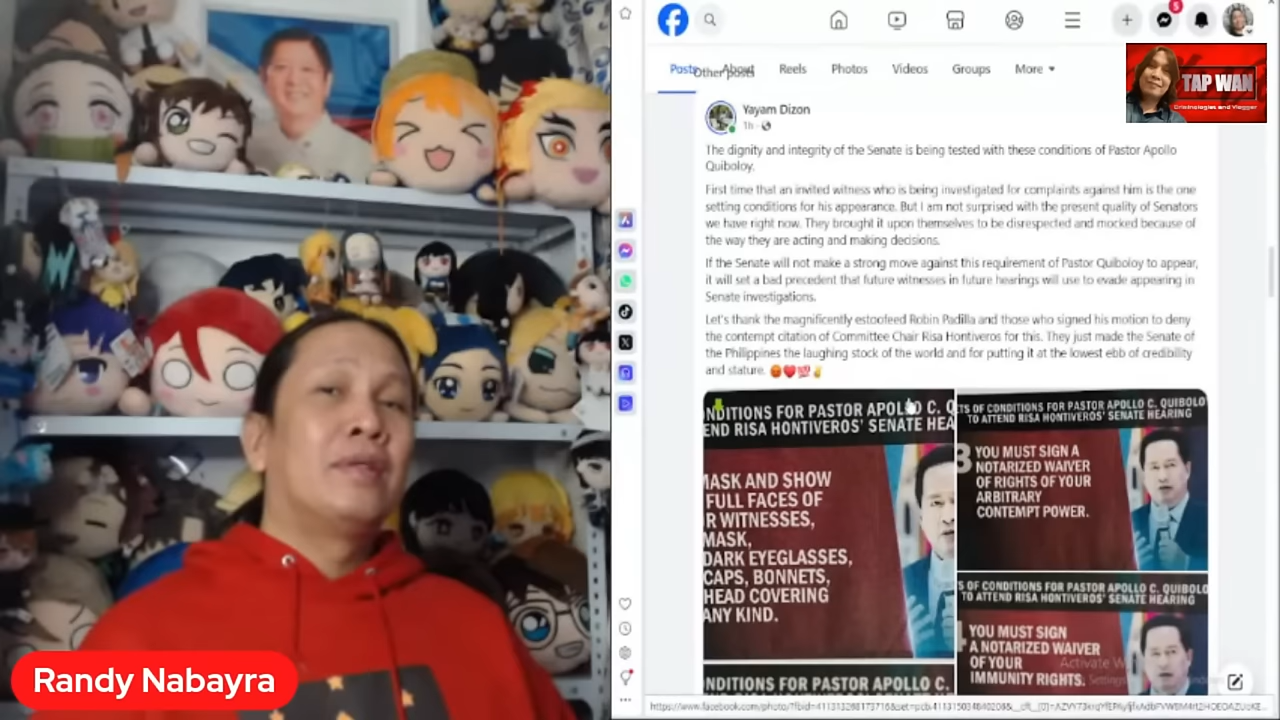 5
Posts
About
Reels
Photos
Videos
Groups
More
Other posts
TAP WAN
Criminologist and Vlogger
Yayam Dizon
1h
The dignity and integrity of the Senate is being tested with these conditions of Pastor Apollo
Quiboloy.
First time that an invited witness who is being investigated for complaints against him is the one
setting conditions for his appearance. But I am not surprised with the present quality of Senators
we have right now. They brought it upon themselves to be disrespected and mocked because of
the way they are acting and making decisions.
If the Senate will not make a strong move against this requirement of Pastor Quiboloy to appear,
it will set a bad precedent that future witnesses in future hearings will use to evade appearing in
Senate investigations.
Let's thank the magnificently estoofeed Robin Padilla and those who signed his motion to deny
the contempt citation of Committee Chair Risa Hontiveros for this. They just made the Senate of
the Philippines the laughing stock of the world and for putting it at the lowest ebb of credibility
and stature.
NDITIONS FOR PASTOR APOLLO C. Q
END RISA HONTIVEROS' SENATE HEA
MASK AND SHOW
FULL FACES OF
R WITNESSES,
MASK,
DARK EYEGLASSES,
CAPS, BONNETS,
HEAD COVERING
ANY KIND.
NDITIONS FOR PASTOR APOLLO C.
TS OF CONDITIONS FOR PASTOR APOLLO C. QUIBOLO
TO ATTEND RISA HONTIVEROS' SENATE HEARING
3 YOU MUST SIGN A
NOTARIZED WAIVER
OF RIGHTS OF YOUR
ARBITRARY
CONTEMPT POWER.
S OF CONDITIONS FOR PASTOR APOLLO C. QUIBOLO
TO ATTEND RISA HONTIVEROS' SENATE HEARING
YOU MUST SIGN
A NOTARIZED WAIVER
OF YOUR
IMMUNITY RIGHTS.
Randy Nabayra